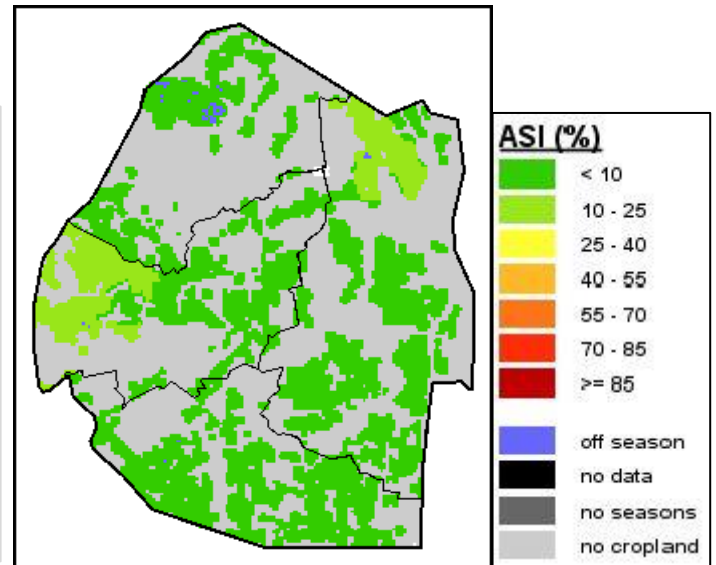 ASI (%)
< 10
10 - 25
25 - 40
40 - 55
55 - 70
70 - 85
>= 85
off season
no data
no seasons
no cropland